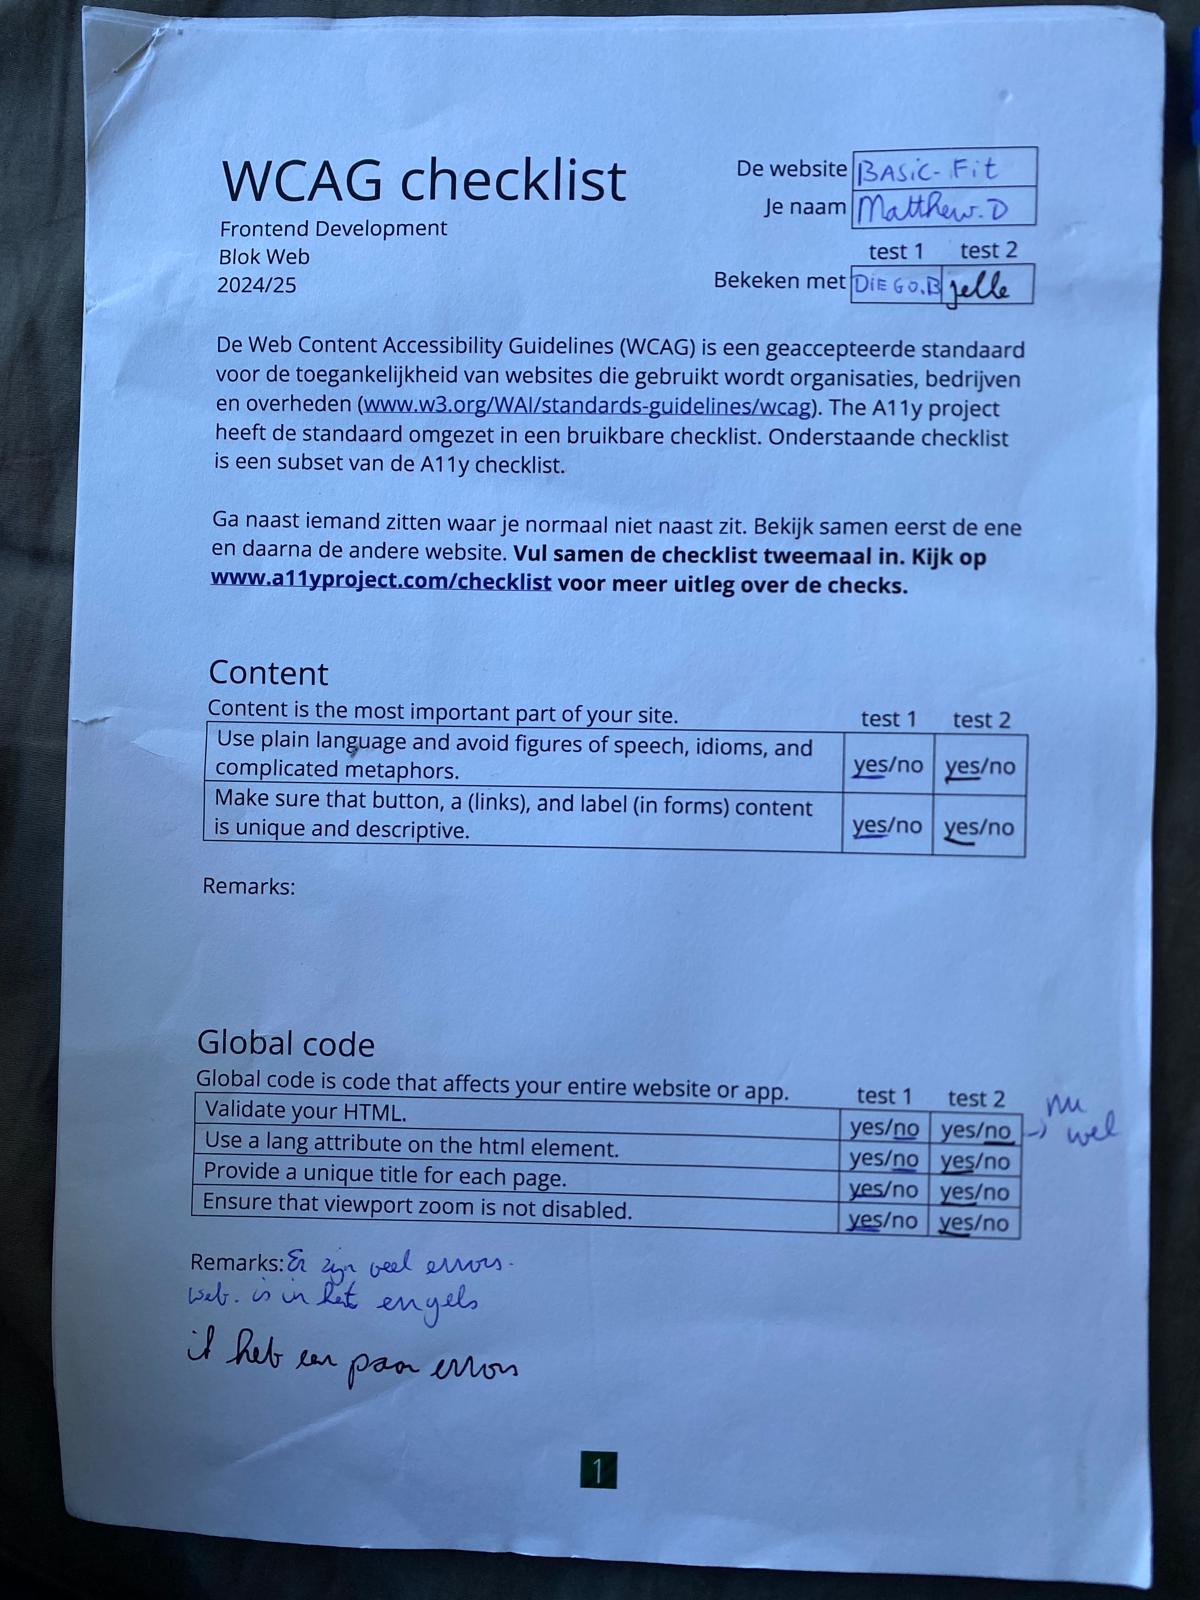 WCAG checklist
Frontend Development
Blok Web
2024/25
De website BASiC-Fit
Je naam Matthew.D
test 1 test 2
Bekeken met DiEGO.B jelle
De Web Content Accessibility Guidelines (WCAG) is een geaccepteerde standaard
voor de toegankelijkheid van websites die gebruikt wordt organisaties, bedrijven
en overheden (www.w3.org/WAI/standards-guidelines/wcag). The A11y project
heeft de standaard omgezet in een bruikbare checklist. Onderstaande checklist
is een subset van de A11y checklist.
Ga naast iemand zitten waar je normaal niet naast zit. Bekijk samen eerst de ene
en daarna de andere website. Vul samen de checklist tweemaal in. Kijk op
www.a11yproject.com/checklist voor meer uitleg over de checks.
Content
Content is the most important part of your site. test 1 test 2
Use plain language and avoid figures of speech, idioms, and
complicated metaphors. yes/no yes/no
Make sure that button, a (links), and label (in forms) content
is unique and descriptive. yes/no yes/no
Remarks:
Global code
Global code is code that affects your entire website or app. test 1 test 2
Validate your HTML. yes/no yes/no nu wel
Use a lang attribute on the html element. yes/no yes/no
Provide a unique title for each page. yes/no yes/no
Ensure that viewport zoom is not disabled. yes/no yes/no
Remarks: Er zijn veel errors.
web. is in het engels
ik heb een paar errors
1